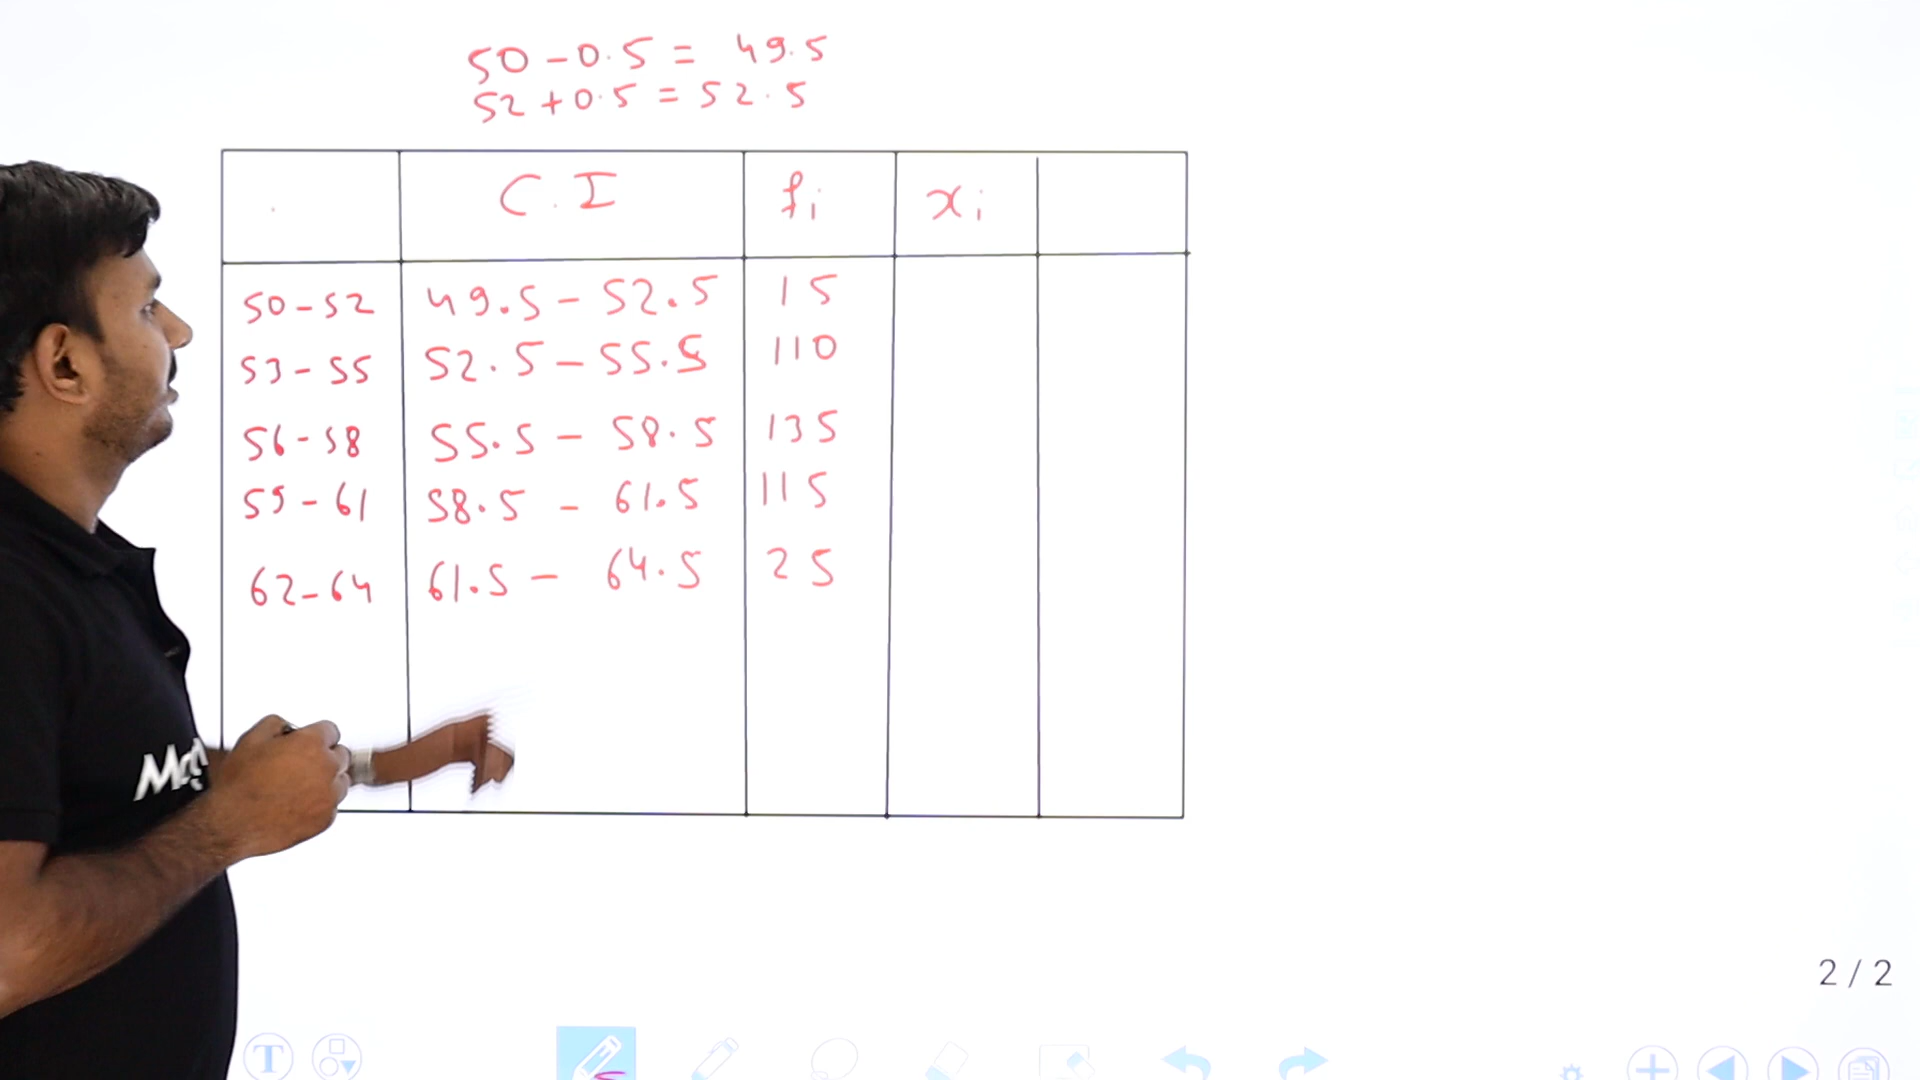 50 - 0.5 = 49.5
52 + 0.5 = 52.5
C.I fi xi
50-52 49.5 - 52.5 15
53-55 52.5 - 55.5 110
56-58 55.5 - 58.5 135
59-61 58.5 - 61.5 115
62-64 61.5 - 64.5 25
2 / 2
T